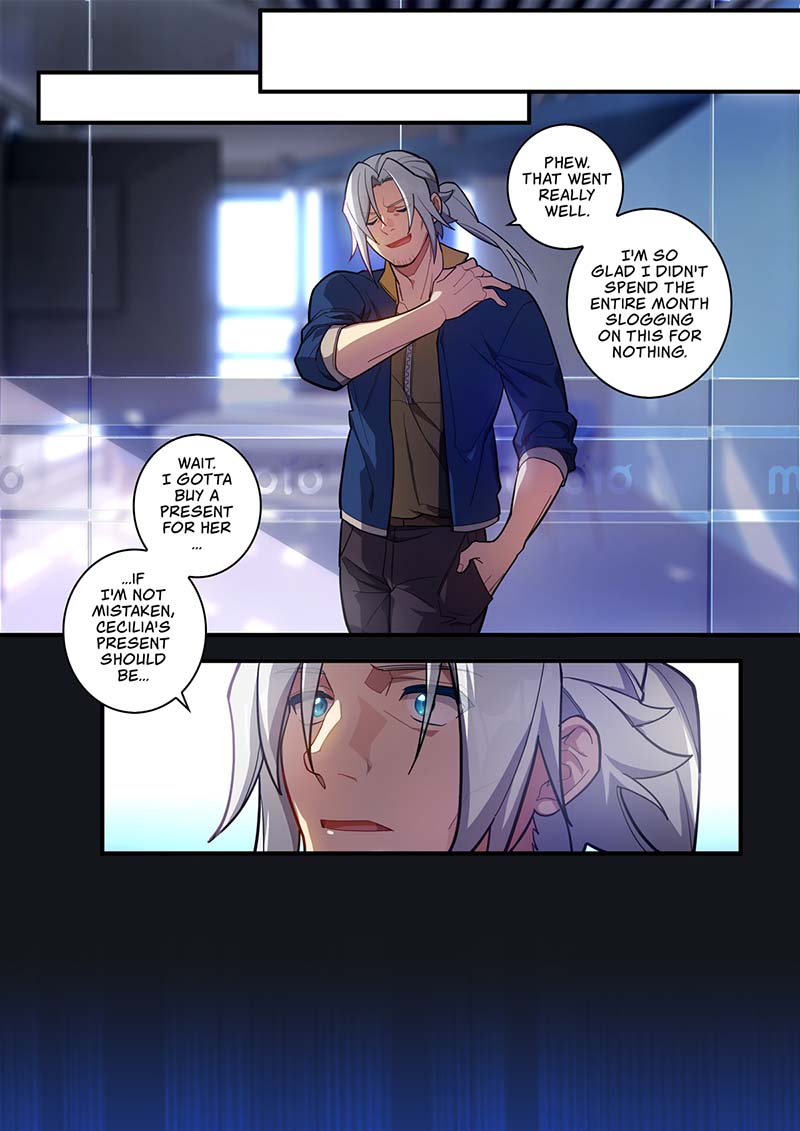 PHEW.
THAT WENT
REALLY
WELL.
I'M SO
GLAD I DIDN'T
SPEND THE
ENTIRE MONTH
SLOGGING
ON THIS FOR
NOTHING.
WAIT.
I GOTTA
BUY A
PRESENT
FOR HER
...
...IF
I'M NOT
MISTAKEN,
CECILIA'S
PRESENT
SHOULD
BE...